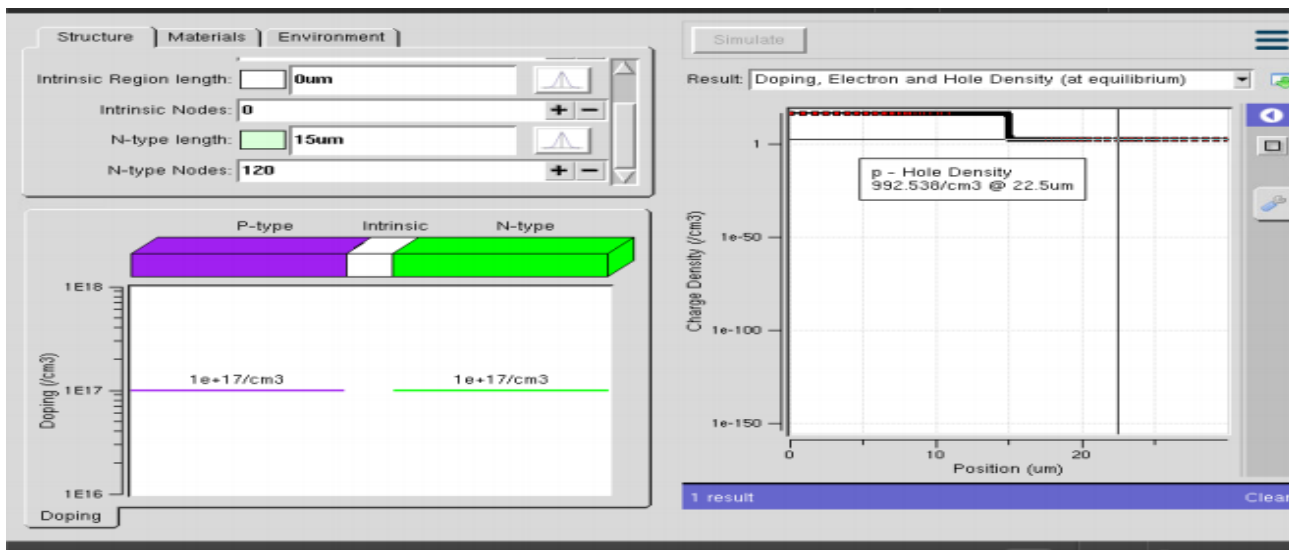 Structure Materials Environment
Intrinsic Region length: 0um
Intrinsic Nodes: 0 + −
N-type length: 15um
N-type Nodes: 120 + −
P-type Intrinsic N-type
1E18
1E17
1E16
Doping (/cm3)
1e+17/cm3 1e+17/cm3
Doping
Simulate
Result: Doping, Electron and Hole Density (at equilibrium)
1
1e-50
1e-100
1e-150
Charge Density (/cm3)
p - Hole Density
992.538/cm3 @ 22.5um
0 10 20
Position (um)
1 result Clear